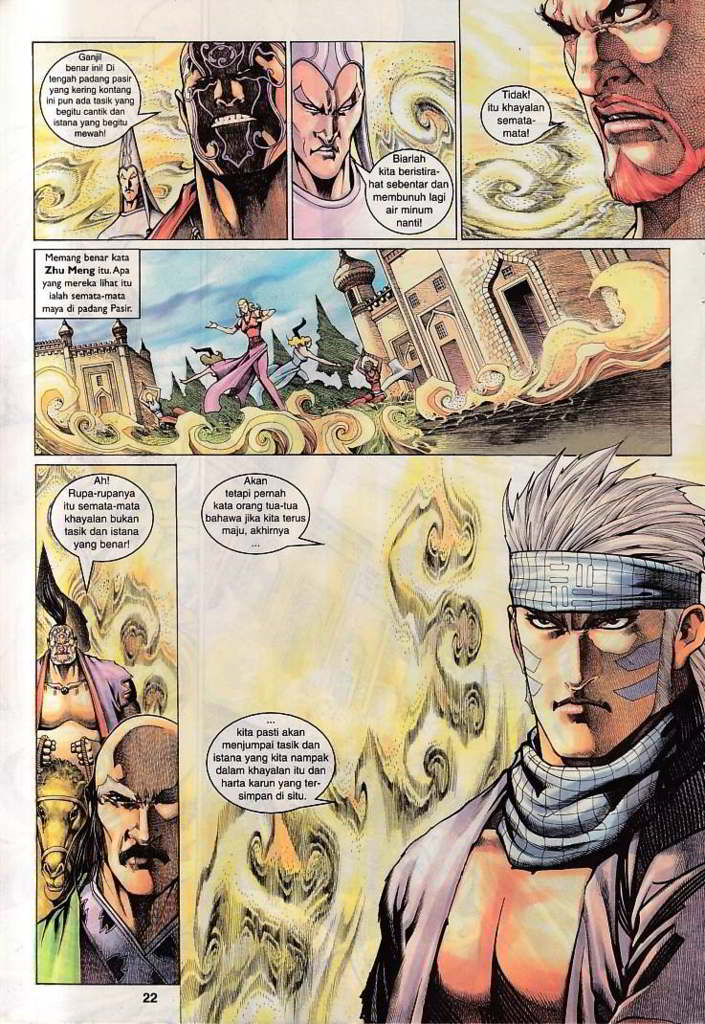 Ganjil
benar ini! Di
tengah padang pasir
yang kering kontang
ini pun ada tasik yang
begitu cantik dan
istana yang begitu
mewah!
Biarlah
kita beristira-
hat sebentar dan
membunuh lagi
air minum
nanti!
Tidak!
itu khayalan
semata-
mata!
Memang benar kata
Zhu Meng itu. Apa
yang mereka lihat itu
ialah semata-mata
maya di padang Pasir.
Ah!
Rupa-rupanya
itu semata-mata
khayalan bukan
tasik dan istana
yang benar!
Akan
tetapi pernah
kata orang tua-tua
bahawa jika kita terus
maju, akhirnya
...
...
kita pasti akan
menjumpai tasik dan
istana yang kita nampak
dalam khayalan itu dan
harta karun yang ter-
simpan di situ.
22